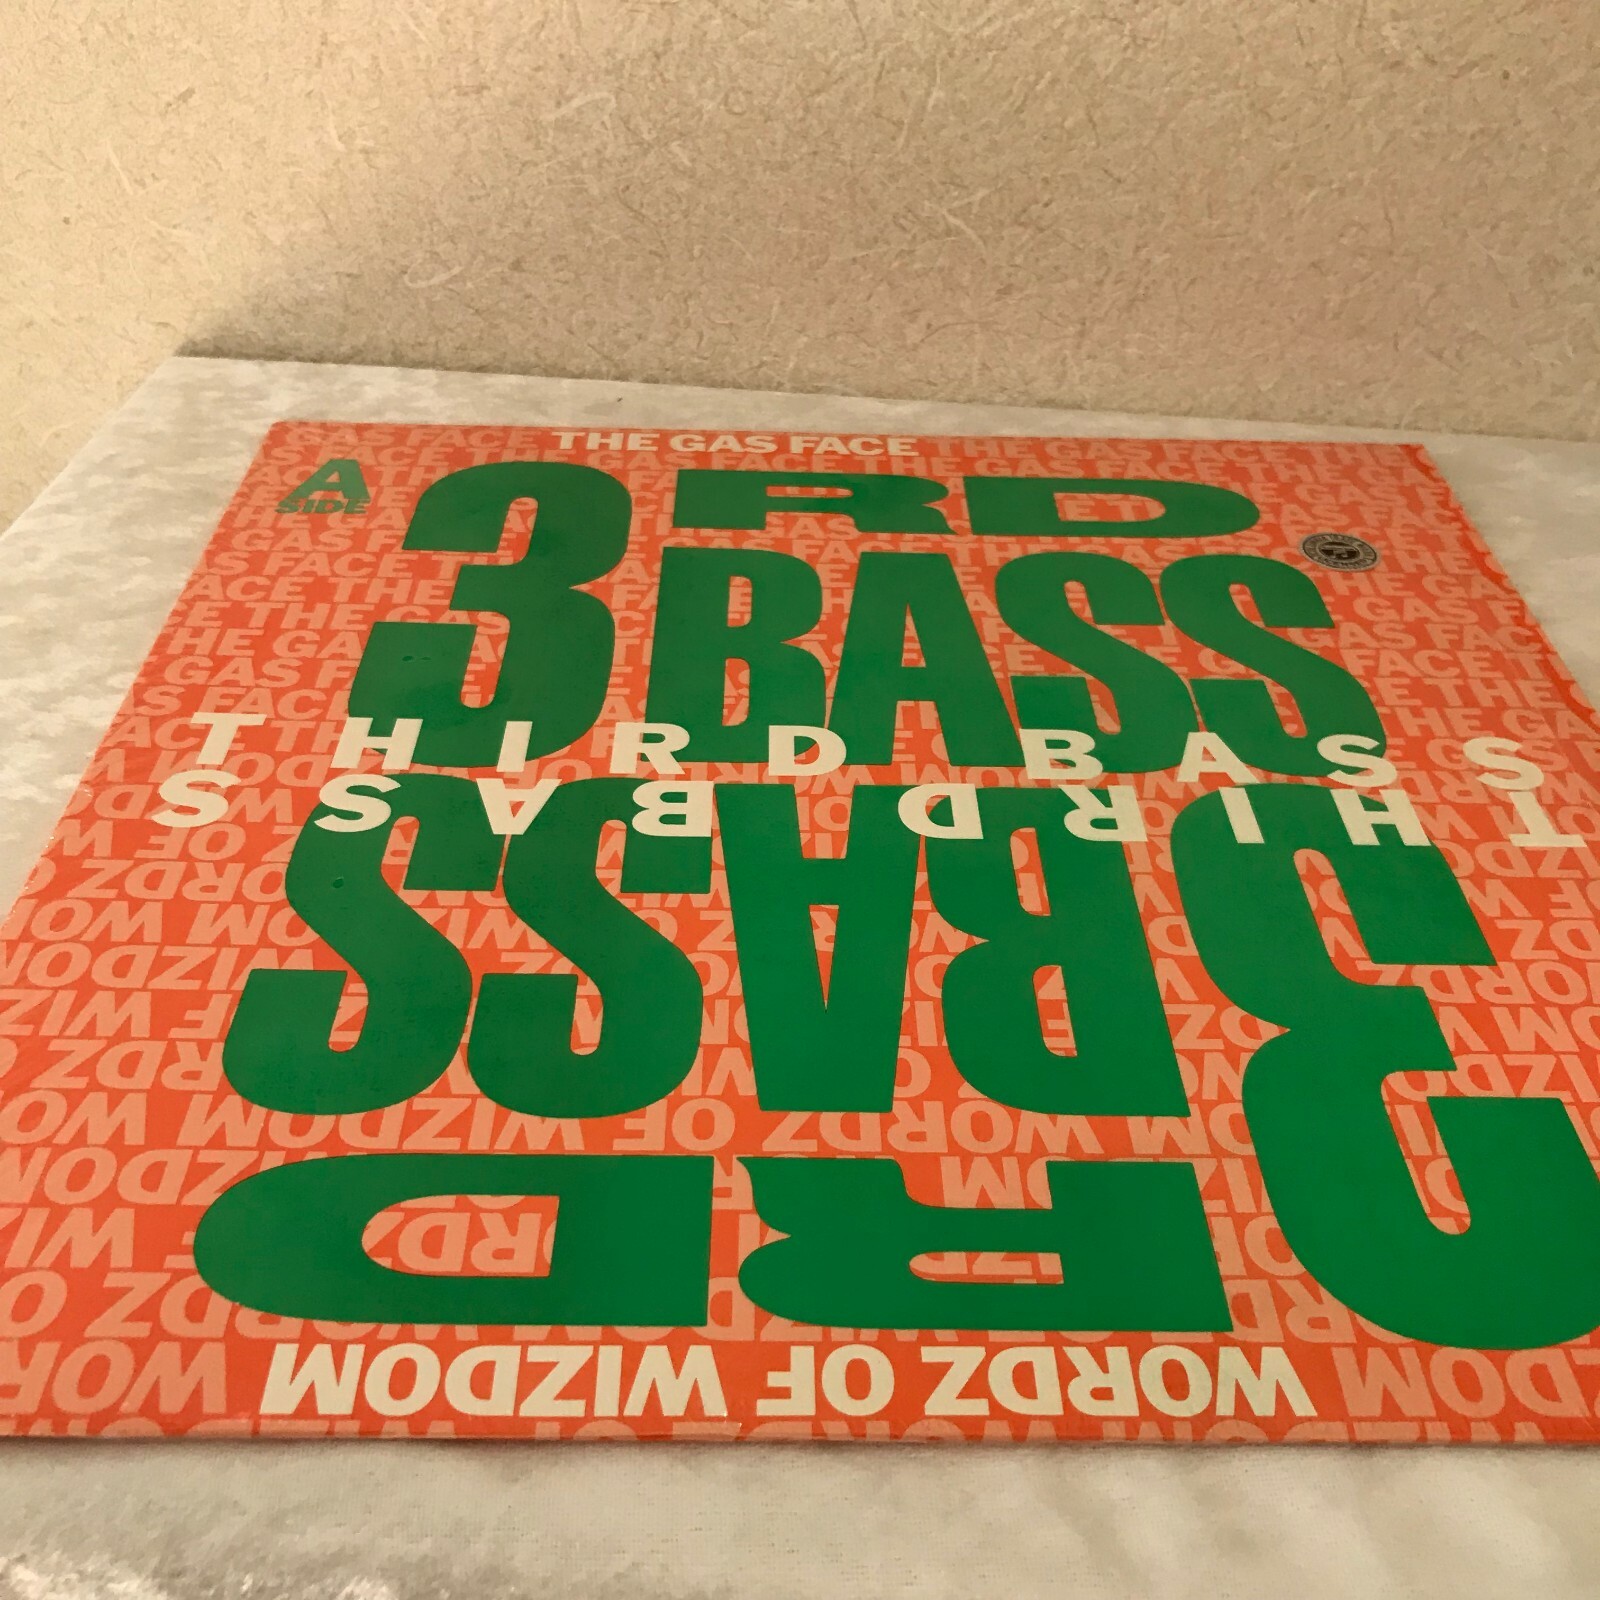 THE GAS FACE
A
SIDE
3RD
BASS
THIRD BASS
THIRD BASS
3RD
BASS
WORDZ OF WIZDOM